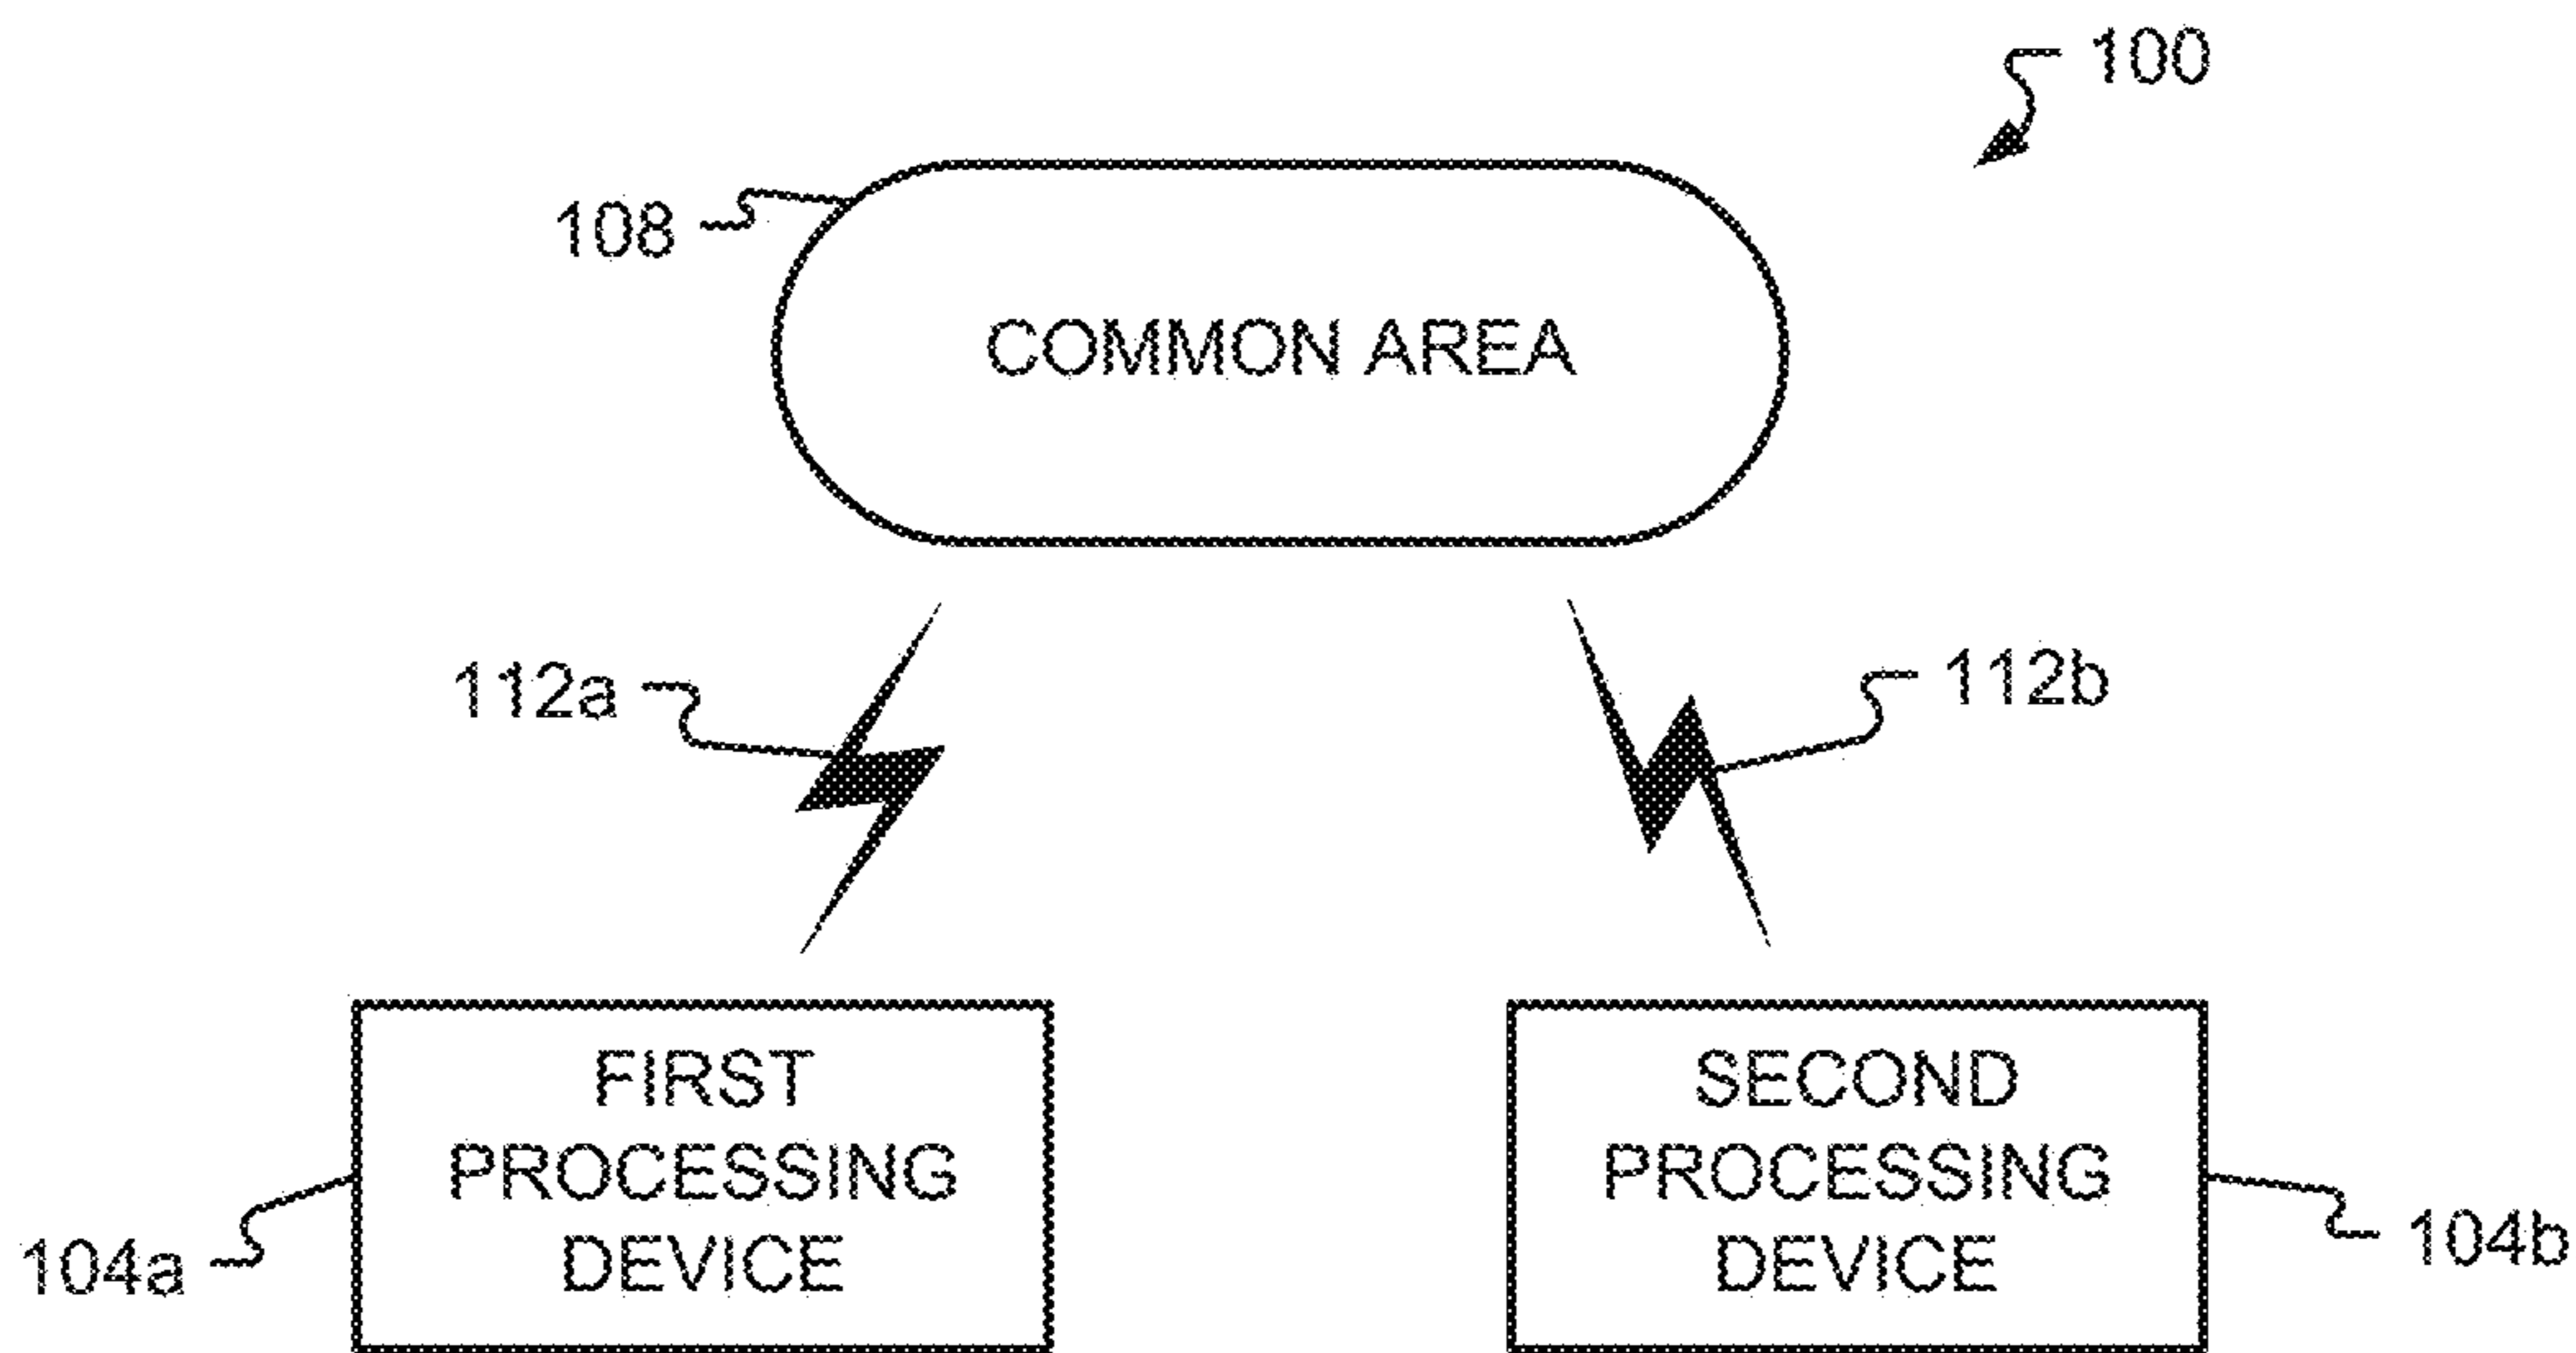 100
108
COMMON AREA
112a
112b
FIRST
PROCESSING
DEVICE
SECOND
PROCESSING
DEVICE
104a
104b